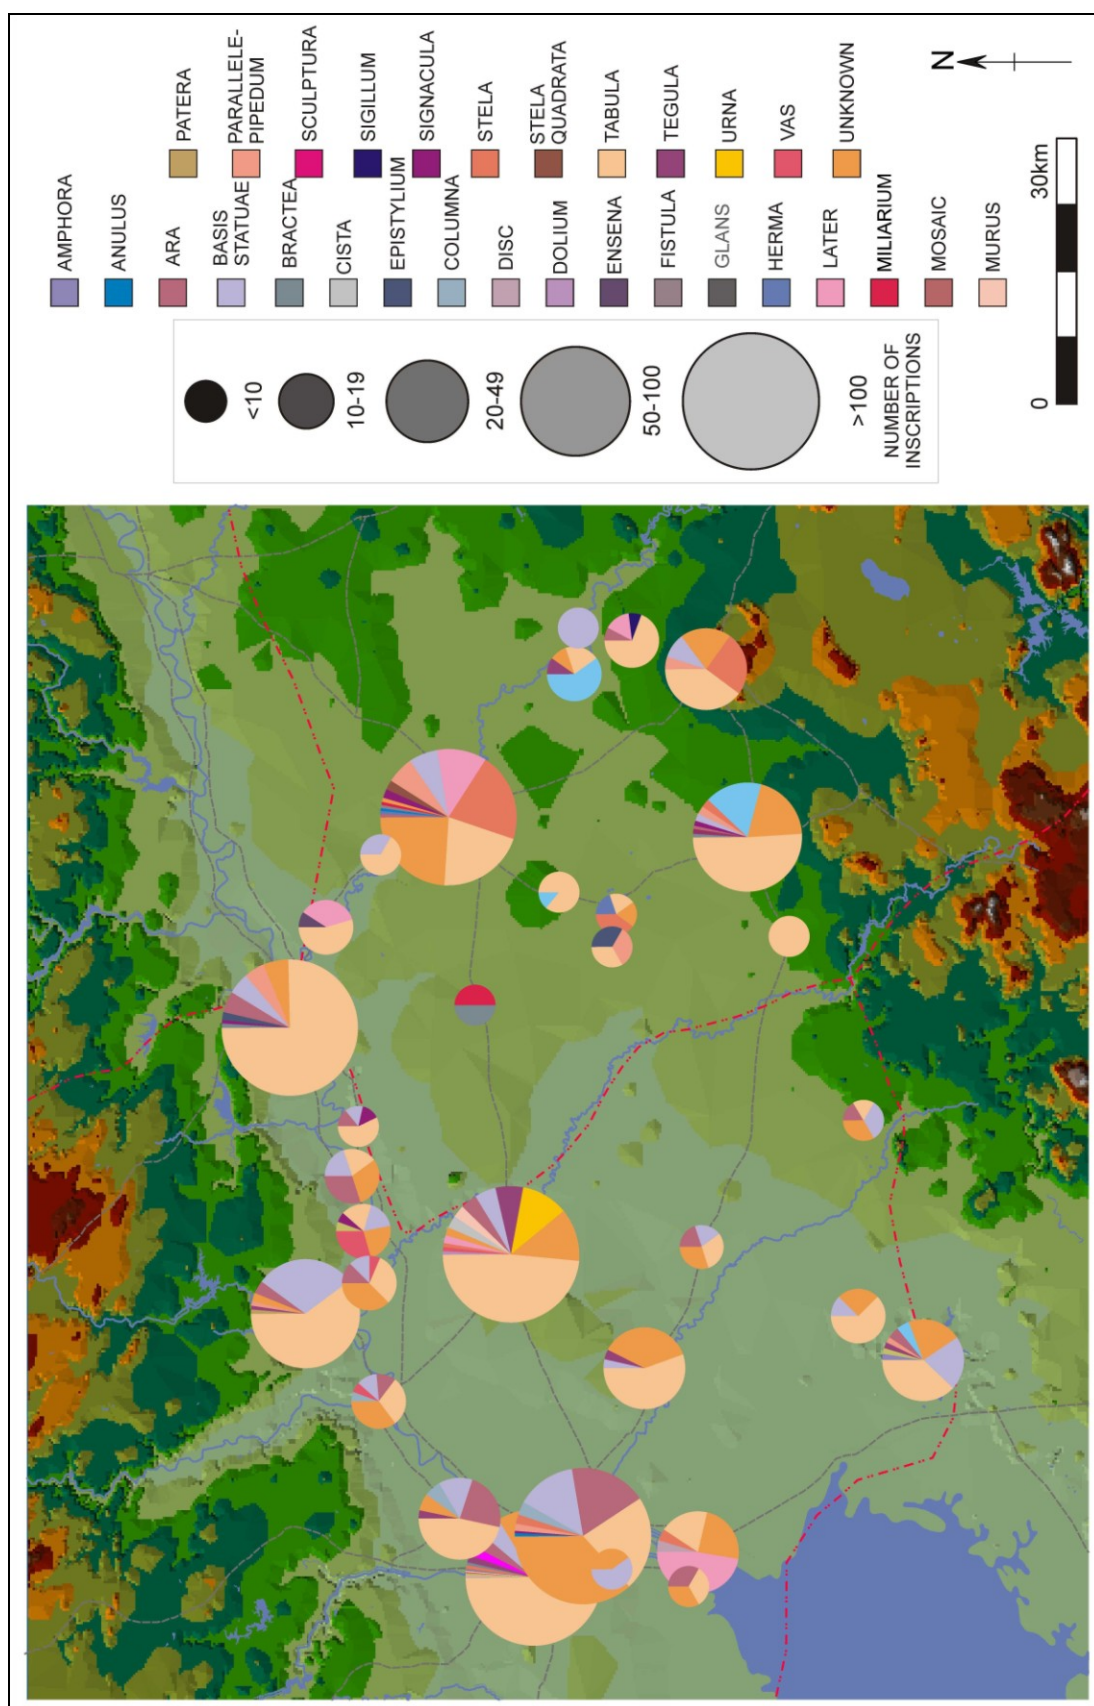 AMPHORA
ANULUS
ARA
BASIS
STATUAE
BRACTEA
CISTA
EPISTYLIUM
COLUMNA
DISC
DOLIUM
ENSENA
FISTULA
GLANS
HERMA
LATER
MILIARIUM
MOSAIC
MURUS
PATERA
PARALLELE-
PIPEDUM
SCULPTURA
SIGILLUM
SIGNACULA
STELA
STELA
QUADRATA
TABULA
TEGULA
URNA
VAS
UNKNOWN
<10
10-19
20-49
50-100
>100
NUMBER OF
INSCRIPTIONS
N
0
30km